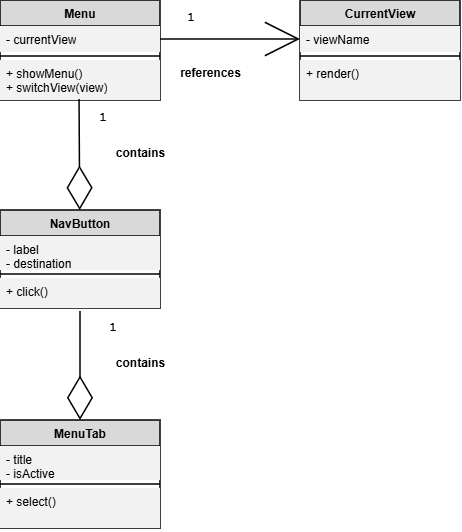 Menu
- currentView
+ showMenu()
+ switchView(view)
1
references
CurrentView
- viewName
+ render()
1
contains
NavButton
- label
- destination
+ click()
1
contains
MenuTab
- title
- isActive
+ select()